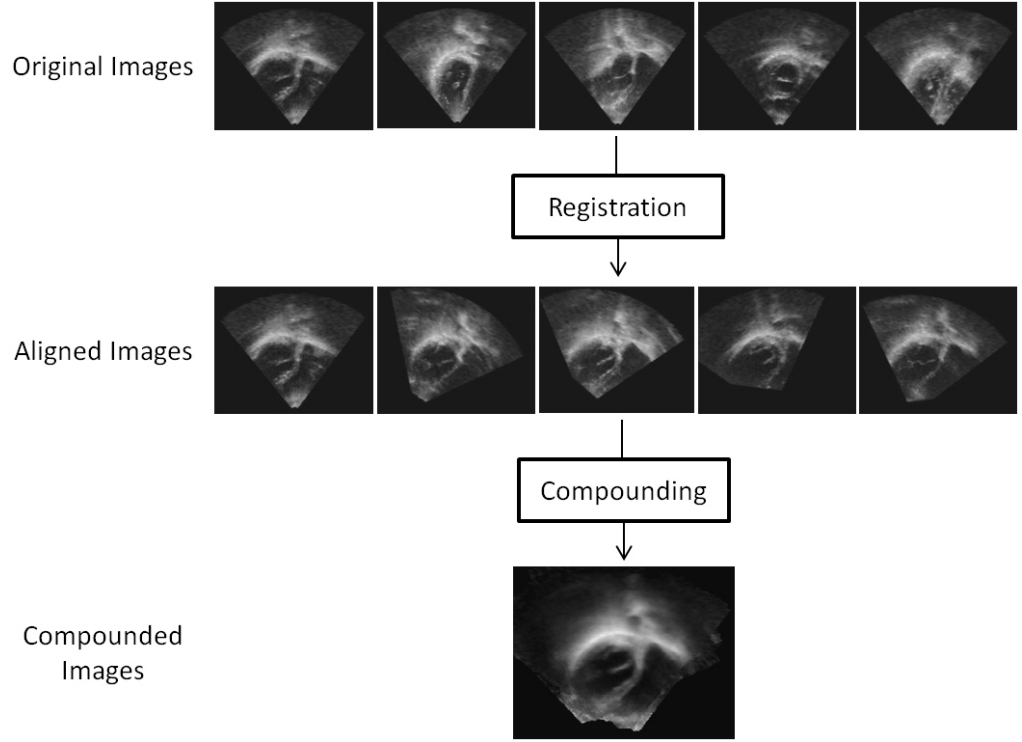 Original Images
Registration
Aligned Images
Compounding
Compounded
Images